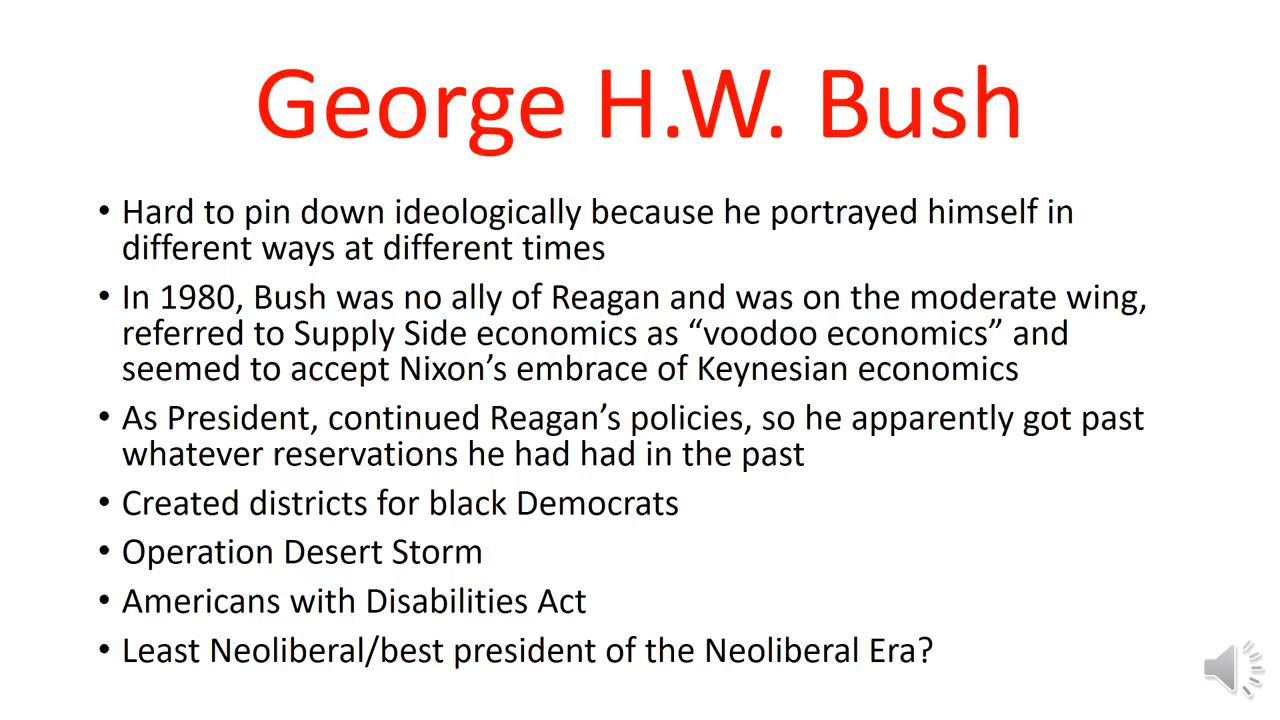 George H.W. Bush
• Hard to pin down ideologically because he portrayed himself in
different ways at different times
• In 1980, Bush was no ally of Reagan and was on the moderate wing,
referred to Supply Side economics as “voodoo economics” and
seemed to accept Nixon’s embrace of Keynesian economics
• As President, continued Reagan’s policies, so he apparently got past
whatever reservations he had had in the past
• Created districts for black Democrats
• Operation Desert Storm
• Americans with Disabilities Act
• Least Neoliberal/best president of the Neoliberal Era?